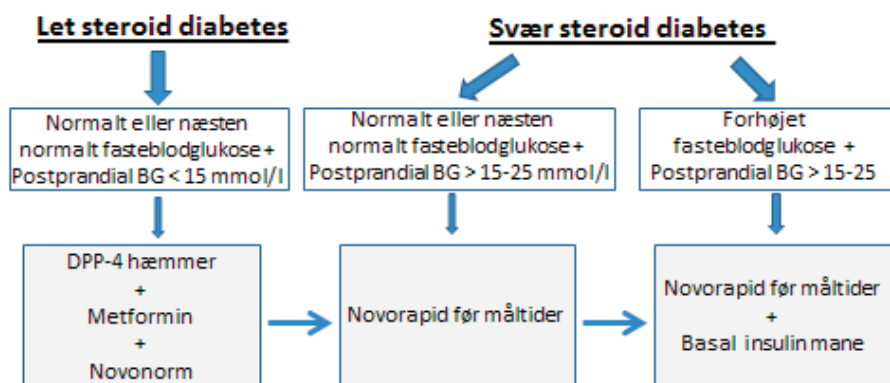 Let steroid diabetes
Svær steroid diabetes
Normalt eller næsten
normalt fasteblodglukose+
Postprandial BG < 15 mmol/l
Normalt eller næsten
normalt fasteblodglukose+
Postprandial BG > 15-25 mmol/l
Forhøjet
fasteblodglukose +
Postprandial BG > 15-25
DPP-4 hæmmer
+
Metformin
+
Novonorm
Novorapid før måltider
Novorapid før måltider
+
Basal insulin mane